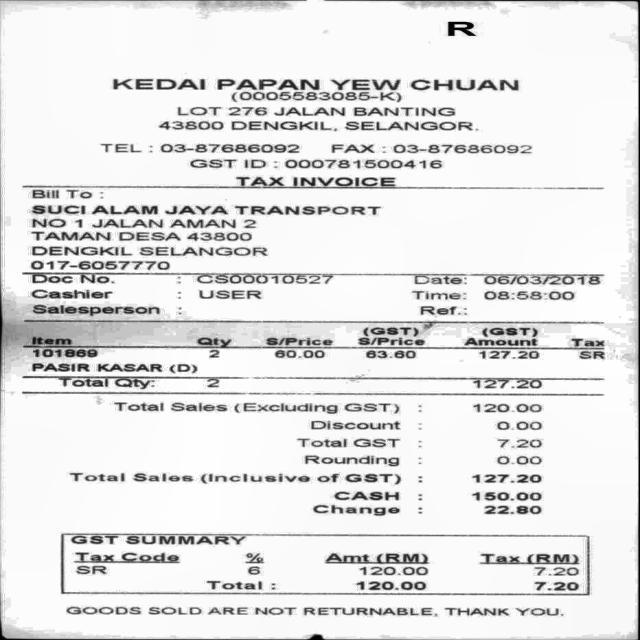 R
KEDAI PAPAN YEW CHUAN
(0005583085-K)
LOT 276 JALAN BANTING
43800 DENGKIL, SELANGOR.
TEL : 03-87686092 FAX : 03-87686092
GST ID : 000781500416
TAX INVOICE
Bill To :
SUCI ALAM JAYA TRANSPORT
NO 1 JALAN AMAN 2
TAMAN DESA 43800
DENGKIL SELANGOR
017-6057770
Doc No. : CS00010527 Date: 06/03/2018
Cashier : USER Time: 08:58:00
Salesperson : Ref.:
(GST) (GST)
Item Qty S/Price S/Price Amount Tax
101869 2 60.00 63.60 127.20 SR
PASIR KASAR (D)
Total Qty: 2 127.20
Total Sales (Excluding GST) : 120.00
Discount : 0.00
Total GST : 7.20
Rounding : 0.00
Total Sales (Inclusive of GST) : 127.20
CASH : 150.00
Change : 22.80
GST SUMMARY
Tax Code % Amt (RM) Tax (RM)
SR 6 120.00 7.20
Total : 120.00 7.20
GOODS SOLD ARE NOT RETURNABLE, THANK YOU.